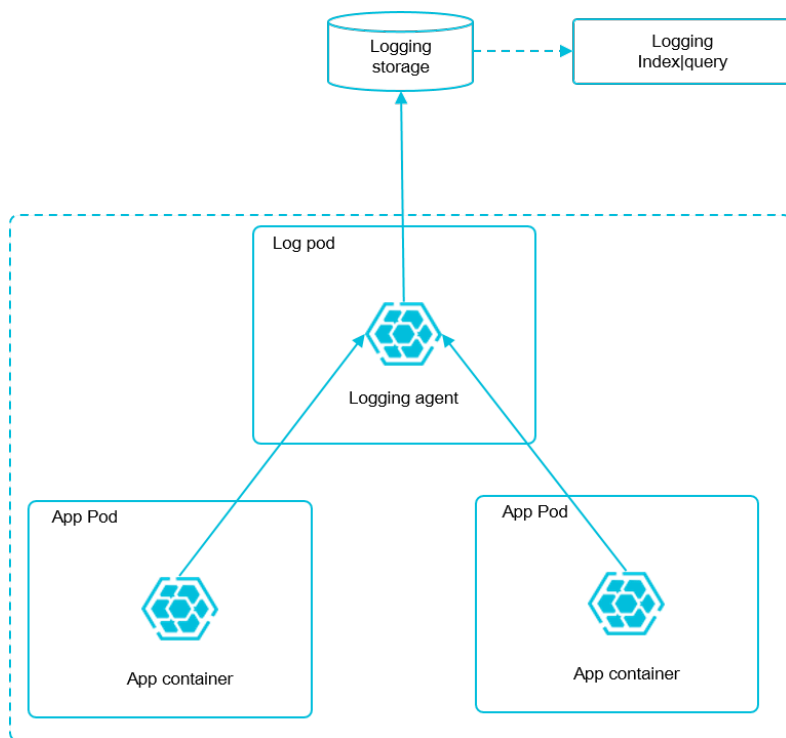 Logging
storage
Logging
Index|query
Log pod
Logging agent
App Pod
App Pod
App container
App container